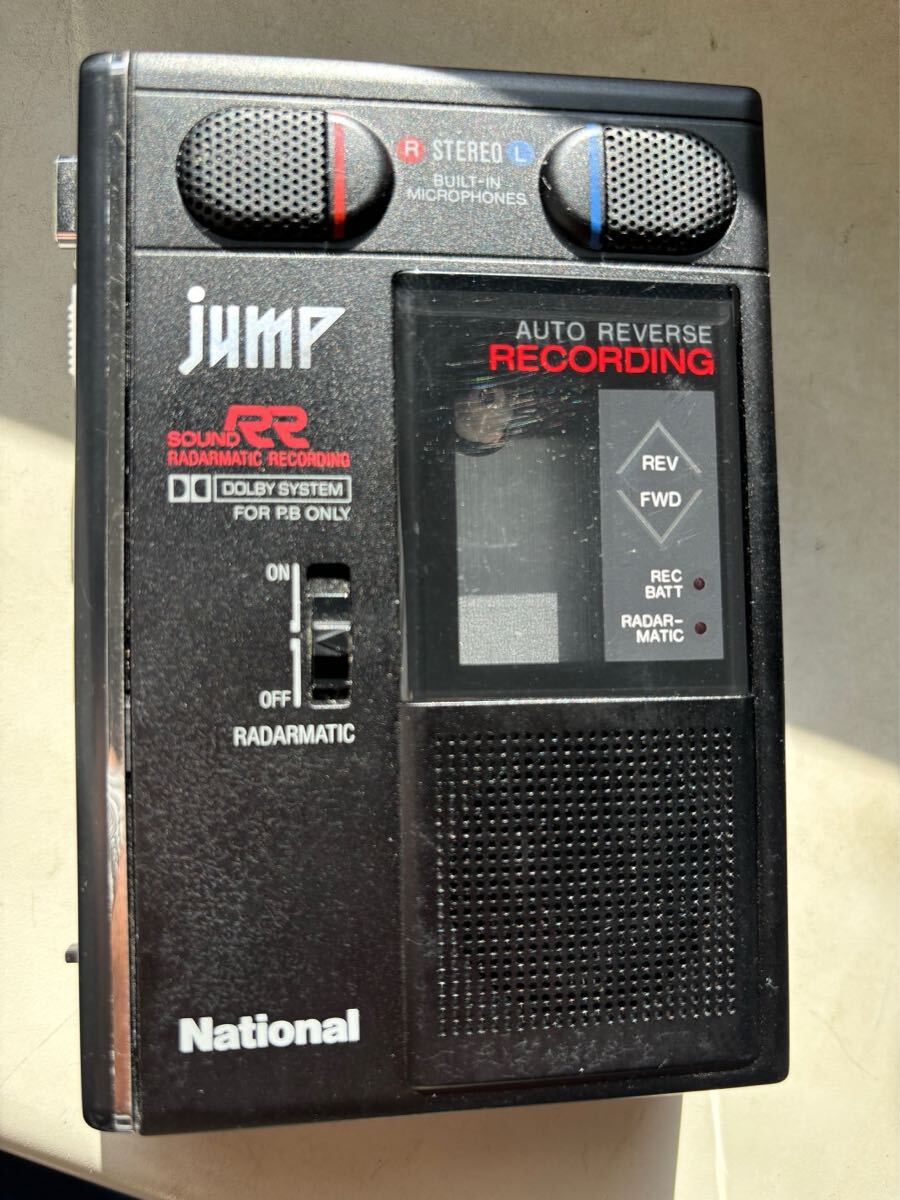 R STEREO L
BUILT-IN
MICROPHONES
jump
AUTO REVERSE
RECORDING
SOUND RR
RADARMATIC RECORDING
DOLBY SYSTEM
FOR P.B ONLY
REV
FWD
REC
BATT
RADAR-
MATIC
ON
OFF
RADARMATIC
National